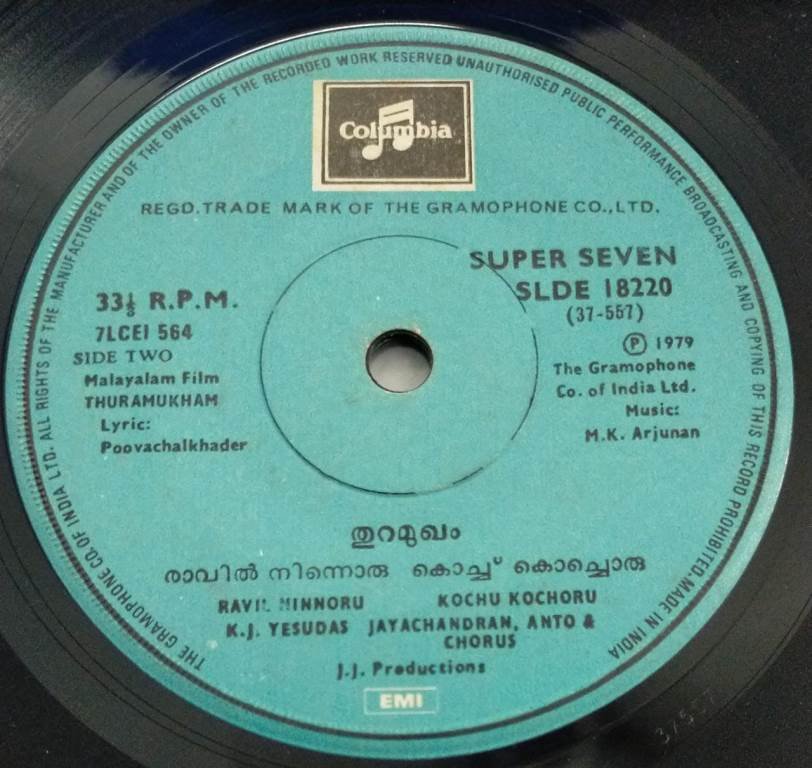 THE GRAMOPHONE CO. OF INDIA LTD. ALL RIGHTS OF THE MANUFACTURER AND OF THE OWNER OF THE RECORDED WORK RESERVED UNAUTHORISED PUBLIC PERFORMANCE BROADCASTING AND COPYING OF THIS RECORD PROHIBITED. MADE IN INDIA
Columbia
REGD. TRADE MARK OF THE GRAMOPHONE CO., LTD.
SUPER SEVEN
33⅓ R.P.M.
SLDE 18220
(37-557)
7LCEI 564
SIDE TWO
Ⓟ 1979
Malayalam Film
The Gramophone
THURAMUKHAM
Co. of India Ltd.
Lyric:
Music:
Poovachalkhader
M.K. Arjunan
തുറമുഖം
രാവിൽ നിന്നൊരു കൊച്ച് കൊച്ചൊരു
RAVIL NINNORU KOCHU KOCHORU
K.J. YESUDAS JAYACHANDRAN, ANTO &
CHORUS
J.J. Productions
EMI
37557